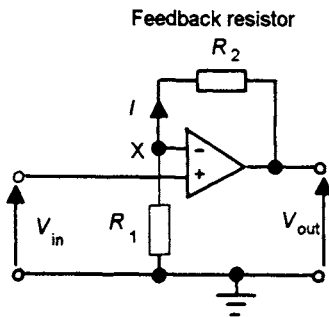 Feedback resistor
R2
I
X
−
+
Vin
R1
Vout